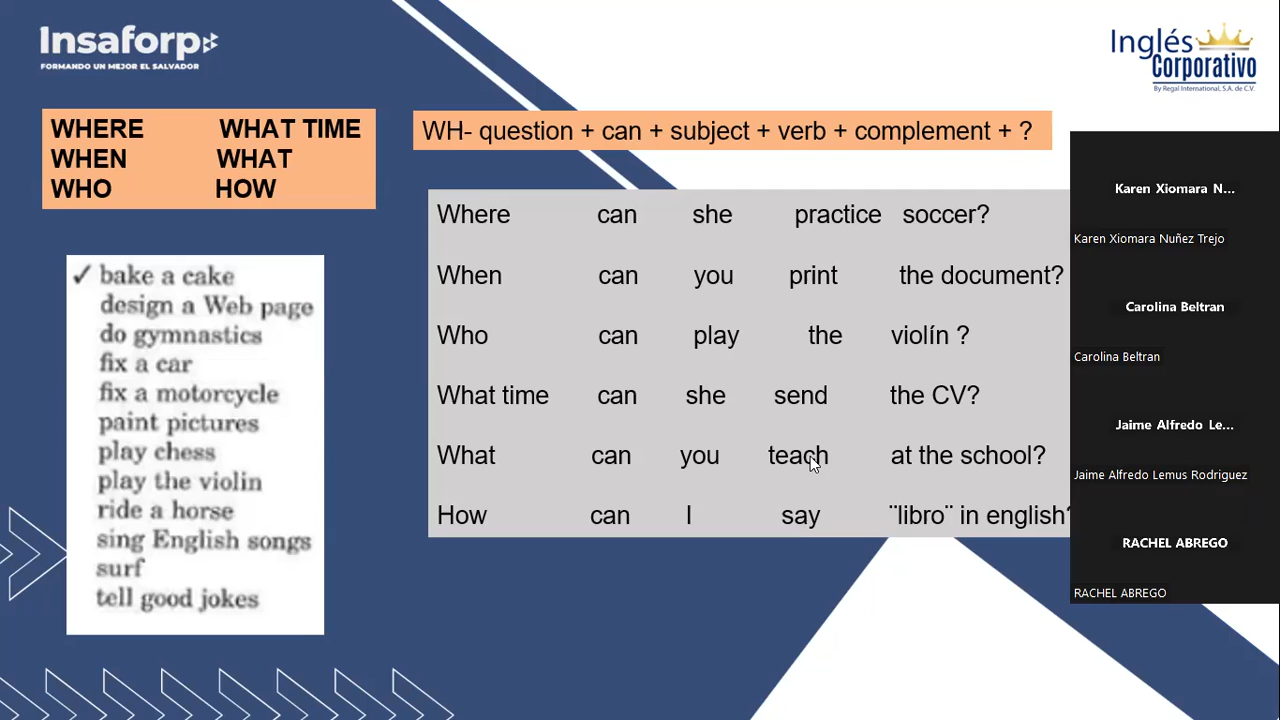 Insaforp
FORMANDO UN MEJOR EL SALVADOR
Inglés
Corporativo
By Regal International, S.A. de C.V.
WHERE WHAT TIME
WHEN WHAT
WHO HOW
WH- question + can + subject + verb + complement + ?
✓ bake a cake
design a Web page
do gymnastics
fix a car
fix a motorcycle
paint pictures
play chess
play the violin
ride a horse
sing English songs
surf
tell good jokes
Where can she practice soccer?
When can you print the document?
Who can play the violín ?
What time can she send the CV?
What can you teach at the school?
How can I say ¨libro¨ in english?
Karen Xiomara N...
Karen Xiomara Nuñez Trejo
Carolina Beltran
Carolina Beltran
Jaime Alfredo Le...
Jaime Alfredo Lemus Rodriguez
RACHEL ABREGO
RACHEL ABREGO